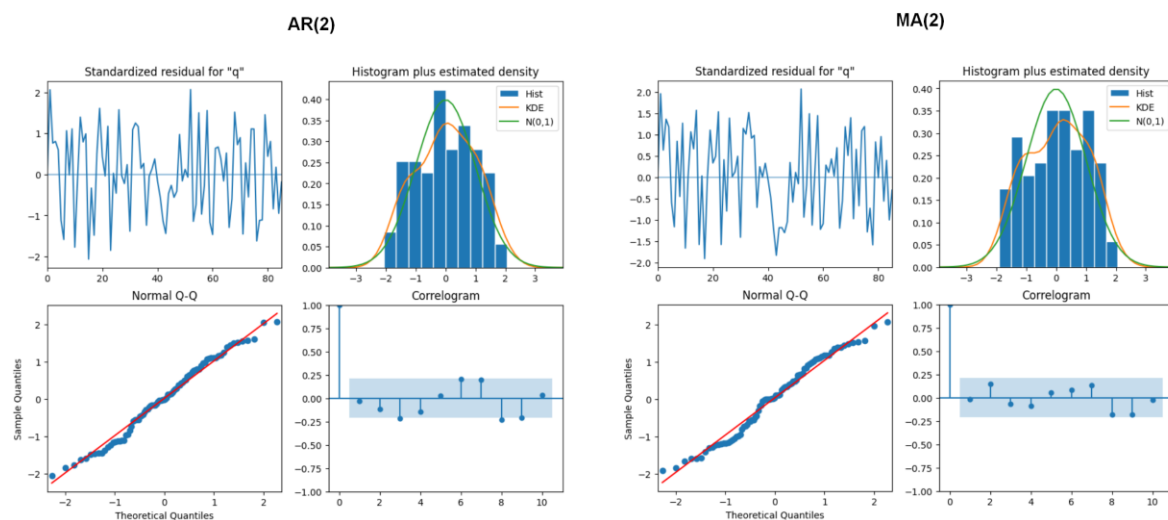 AR(2)
MA(2)
Standardized residual for "q"
2
1
0
-1
-2
0 20 40 60 80
Histogram plus estimated density
Hist
KDE
N(0,1)
0.40
0.35
0.30
0.25
0.20
0.15
0.10
0.05
0.00
-3 -2 -1 0 1 2 3
Normal Q-Q
Sample Quantiles
2
1
0
-1
-2
-2 -1 0 1 2
Theoretical Quantiles
Correlogram
1.00
0.75
0.50
0.25
0.00
-0.25
-0.50
-0.75
-1.00
0 2 4 6 8 10
Standardized residual for "q"
2.0
1.5
1.0
0.5
0.0
-0.5
-1.0
-1.5
-2.0
0 20 40 60 80
Histogram plus estimated density
Hist
KDE
N(0,1)
0.40
0.35
0.30
0.25
0.20
0.15
0.10
0.05
0.00
-3 -2 -1 0 1 2 3
Normal Q-Q
Sample Quantiles
2
1
0
-1
-2
-2 -1 0 1 2
Theoretical Quantiles
Correlogram
1.00
0.75
0.50
0.25
0.00
-0.25
-0.50
-0.75
-1.00
0 2 4 6 8 10